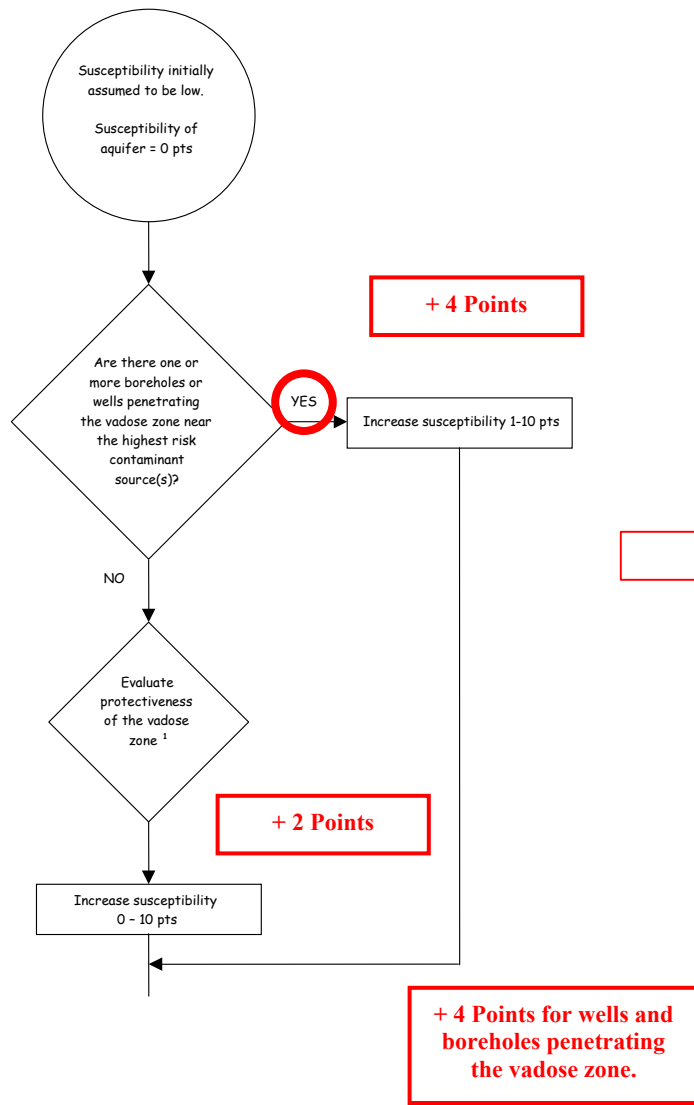 Susceptibility initially
assumed to be low.
Susceptibility of
aquifer = 0 pts
+ 4 Points
Are there one or
more boreholes or
wells penetrating
the vadose zone near
the highest risk
contaminant
source(s)?
YES
Increase susceptibility 1-10 pts
NO
Evaluate
protectiveness
of the vadose
zone ¹
+ 2 Points
Increase susceptibility
0 – 10 pts
+ 4 Points for wells and
boreholes penetrating
the vadose zone.